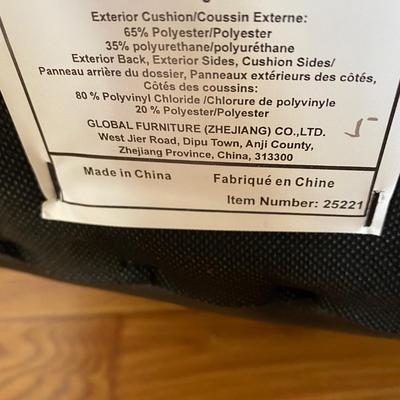 Exterior Cushion/Coussin Externe:
65% Polyester/Polyester
35% polyurethane/polyuréthane
Exterior Back, Exterior Sides, Cushion Sides/
Panneau arrière du dossier, Panneaux extérieurs des côtés,
Côtés des coussins:
80 % Polyvinyl Chloride /Chlorure de polyvinyle
20 % Polyester/Polyester
GLOBAL FURNITURE (ZHEJIANG) CO.,LTD.
West Jier Road, Dipu Town, Anji County,
Zhejiang Province, China, 313300
Made in China Fabriqué en Chine
Item Number: 25221